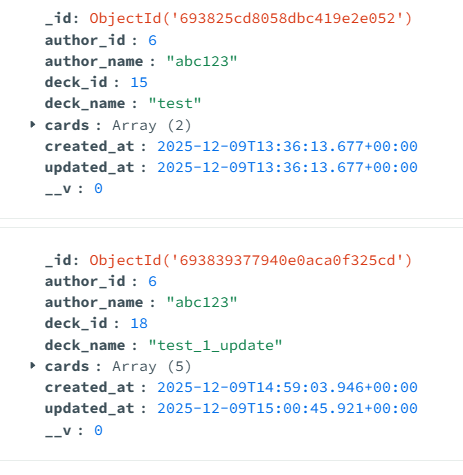 _id: ObjectId('693825cd8058dbc419e2e052')
author_id : 6
author_name : "abc123"
deck_id : 15
deck_name : "test"
cards : Array (2)
created_at : 2025-12-09T13:36:13.677+00:00
updated_at : 2025-12-09T13:36:13.677+00:00
__v : 0
_id: ObjectId('693839377940e0aca0f325cd')
author_id : 6
author_name : "abc123"
deck_id : 18
deck_name : "test_1_update"
cards : Array (5)
created_at : 2025-12-09T14:59:03.946+00:00
updated_at : 2025-12-09T15:00:45.921+00:00
__v : 0